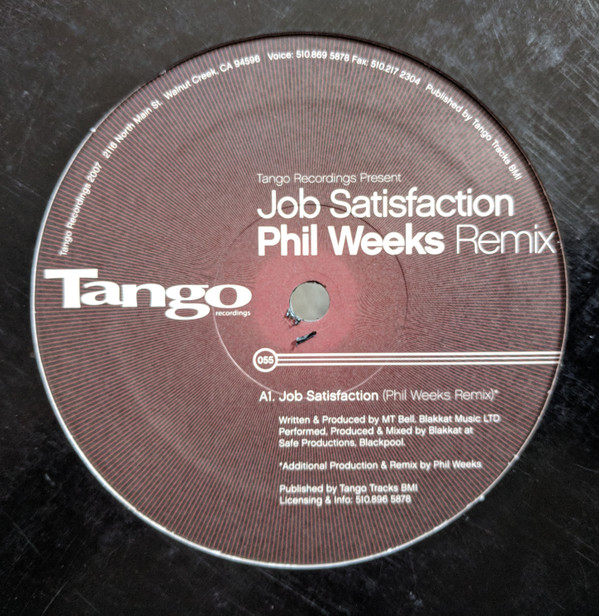 Tango Recordings 2007 2116 North Main St. Walnut Creek, CA 94596 Voice: 510.869 5878 Fax: 510.217 2304 Published by Tango Tracks BMI
Tango Recordings Present
Job Satisfaction
Phil Weeks Remix
Tango
recordings
055
A1. Job Satisfaction (Phil Weeks Remix)*
Written & Produced by MT Bell. Blakkat Music LTD
Performed, Produced & Mixed by Blakkat at
Safe Productions, Blackpool.
*Additional Production & Remix by Phil Weeks
Published by Tango Tracks BMI
Licensing & Info: 510.896 5878